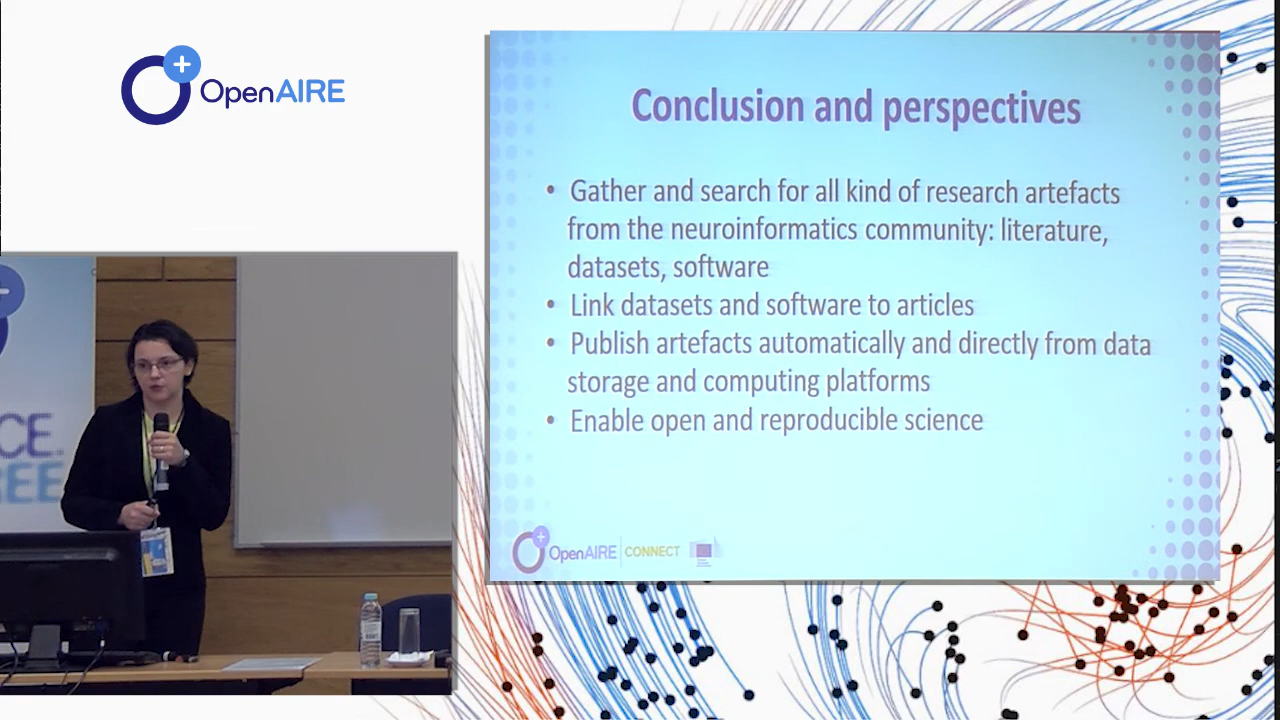 OpenAIRE
Conclusion and perspectives
• Gather and search for all kind of research artefacts
from the neuroinformatics community: literature,
datasets, software
• Link datasets and software to articles
• Publish artefacts automatically and directly from data
storage and computing platforms
• Enable open and reproducible science
OpenAIRE CONNECT
CE.
REE